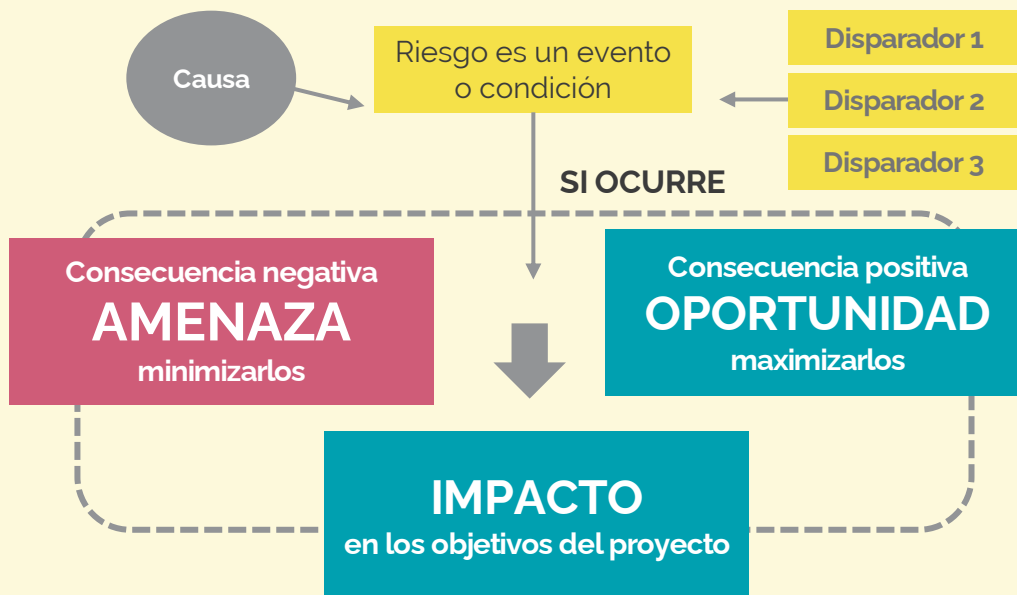 Causa
Riesgo es un evento
o condición
Disparador 1
Disparador 2
Disparador 3
SI OCURRE
Consecuencia negativa
AMENAZA
minimizarlos
Consecuencia positiva
OPORTUNIDAD
maximizarlos
IMPACTO
en los objetivos del proyecto